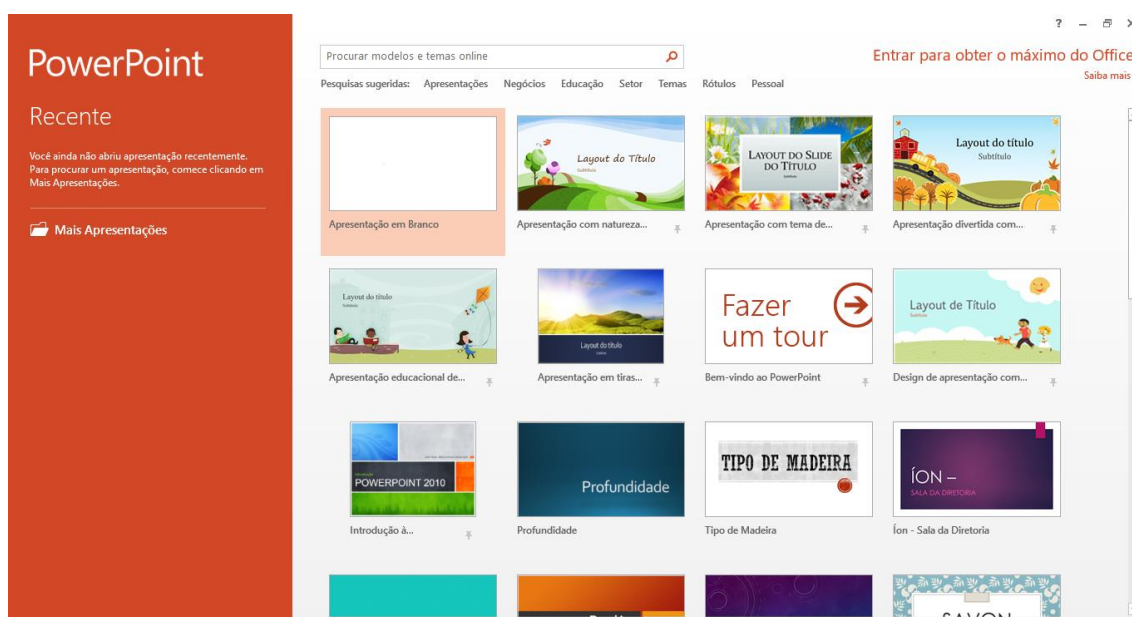 ?
PowerPoint
Procurar modelos e temas online
Entrar para obter o máximo do Office
Saiba mais
Pesquisas sugeridas: Apresentações Negócios Educação Setor Temas Rótulos Pessoal
Recente
Você ainda não abriu apresentação recentemente.
Para procurar um apresentação, comece clicando em
Mais Apresentações.
Mais Apresentações
Layout do Título
Subtítulo
LAYOUT DO SLIDE
DO TÍTULO
Layout do título
Subtítulo
Apresentação em Branco
Apresentação com natureza...
Apresentação com tema de...
Apresentação divertida com...
Layout do título
Layout do título
Fazer
um tour
Layout de Título
Subtítulo
Apresentação educacional de...
Apresentação em tiras...
Bem-vindo ao PowerPoint
Design de apresentação com...
POWERPOINT 2010
Profundidade
TIPO DE MADEIRA
ÍON –
SALA DA DIRETORIA
Introdução à...
Profundidade
Tipo de Madeira
Íon - Sala da Diretoria